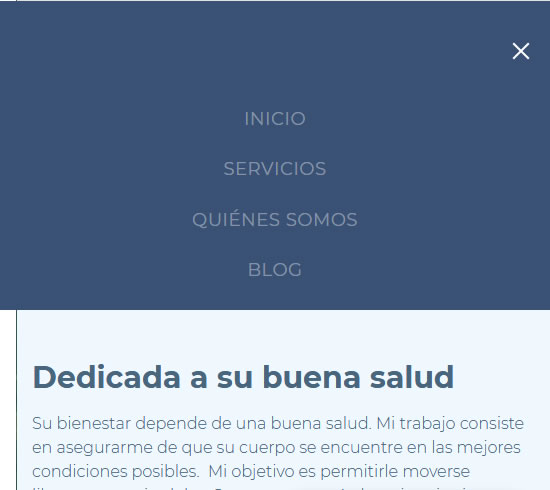 INICIO
SERVICIOS
QUIÉNES SOMOS
BLOG
Dedicada a su buena salud
Su bienestar depende de una buena salud. Mi trabajo consiste
en asegurarme de que su cuerpo se encuentre en las mejores
condiciones posibles.  Mi objetivo es permitirle moverse